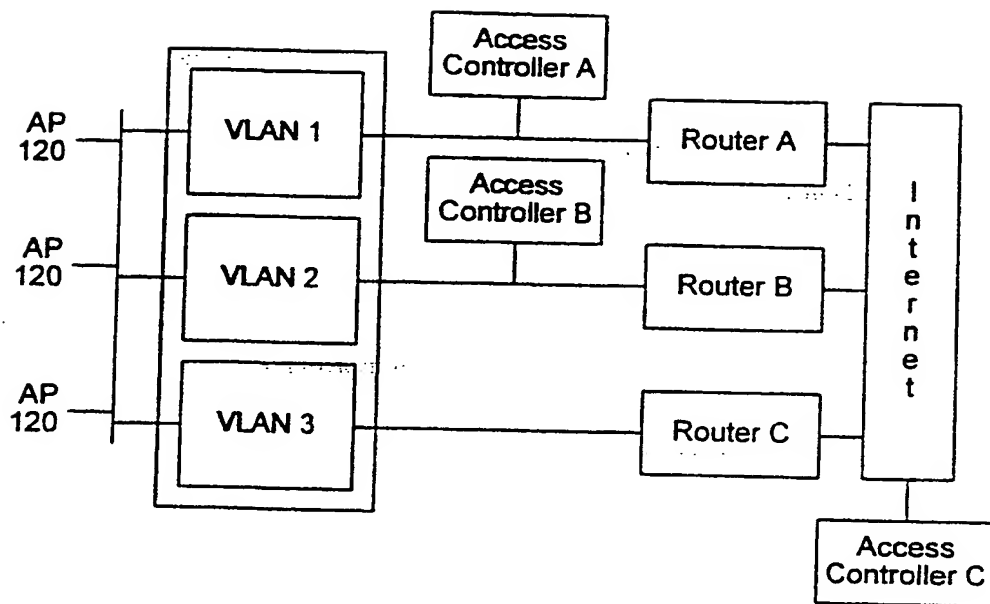 Access
Controller A
AP
120
VLAN 1
Router A
Access
Controller B
AP
120
VLAN 2
Router B
Internet
AP
120
VLAN 3
Router C
Access
Controller C